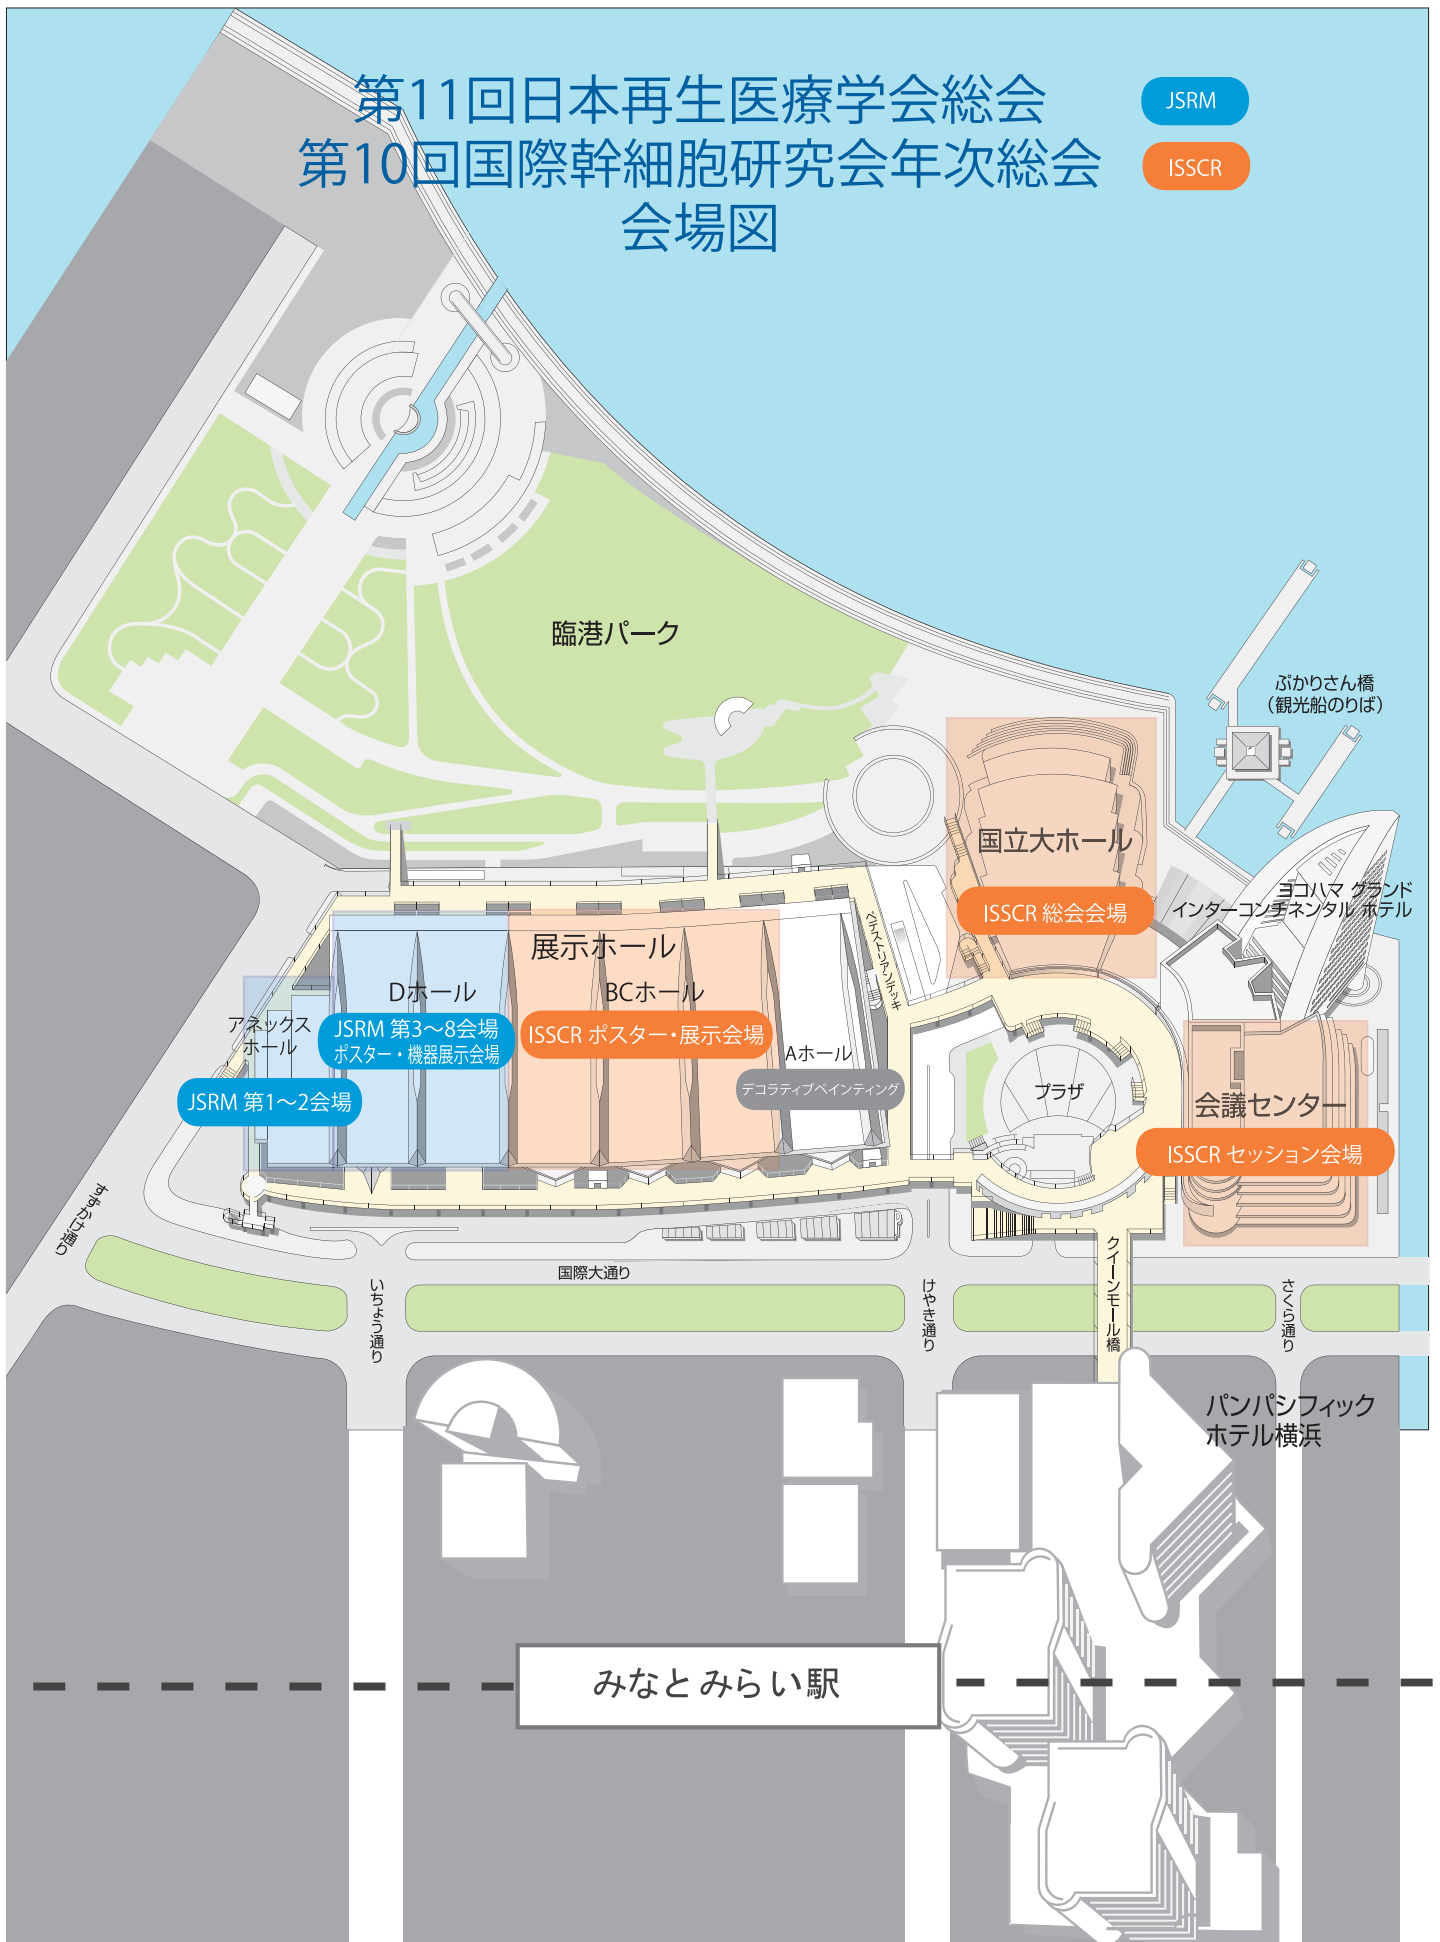 第11回日本再生医療学会総会
JSRM
第10回国際幹細胞研究会年次総会
ISSCR
会場図
臨港パーク
ぷかりさん橋
（観光船のりば）
国立大ホール
ISSCR 総会会場
ヨコハマ グランド
インターコンチネンタル ホテル
ペデストリアンデッキ
展示ホール
Dホール
JSRM 第3～8会場
ポスター・機器展示会場
BCホール
ISSCR ポスター・展示会場
アネックス
ホール
JSRM 第1～2会場
Aホール
デコラティブペインティング
プラザ
会議センター
ISSCR セッション会場
すずかけ通り
国際大通り
いちょう通り
けやき通り
クイーンモール橋
さくら通り
パンパシフィック
ホテル横浜
みなとみらい駅